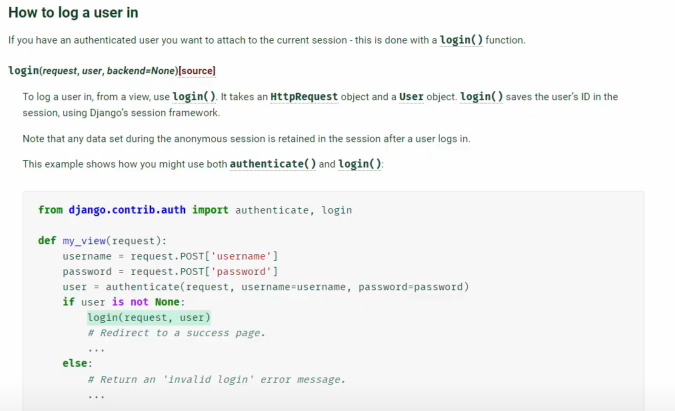 How to log a user in
If you have an authenticated user you want to attach to the current session - this is done with a login() function.
login(request, user, backend=None)[source]
To log a user in, from a view, use login(). It takes an HttpRequest object and a User object. login() saves the user's ID in the
session, using Django's session framework.
Note that any data set during the anonymous session is retained in the session after a user logs in.
This example shows how you might use both authenticate() and login():
from django.contrib.auth import authenticate, login
def my_view(request):
    username = request.POST['username']
    password = request.POST['password']
    user = authenticate(request, username=username, password=password)
    if user is not None:
        login(request, user)
        # Redirect to a success page.
        ...
    else:
        # Return an 'invalid login' error message.
        ...